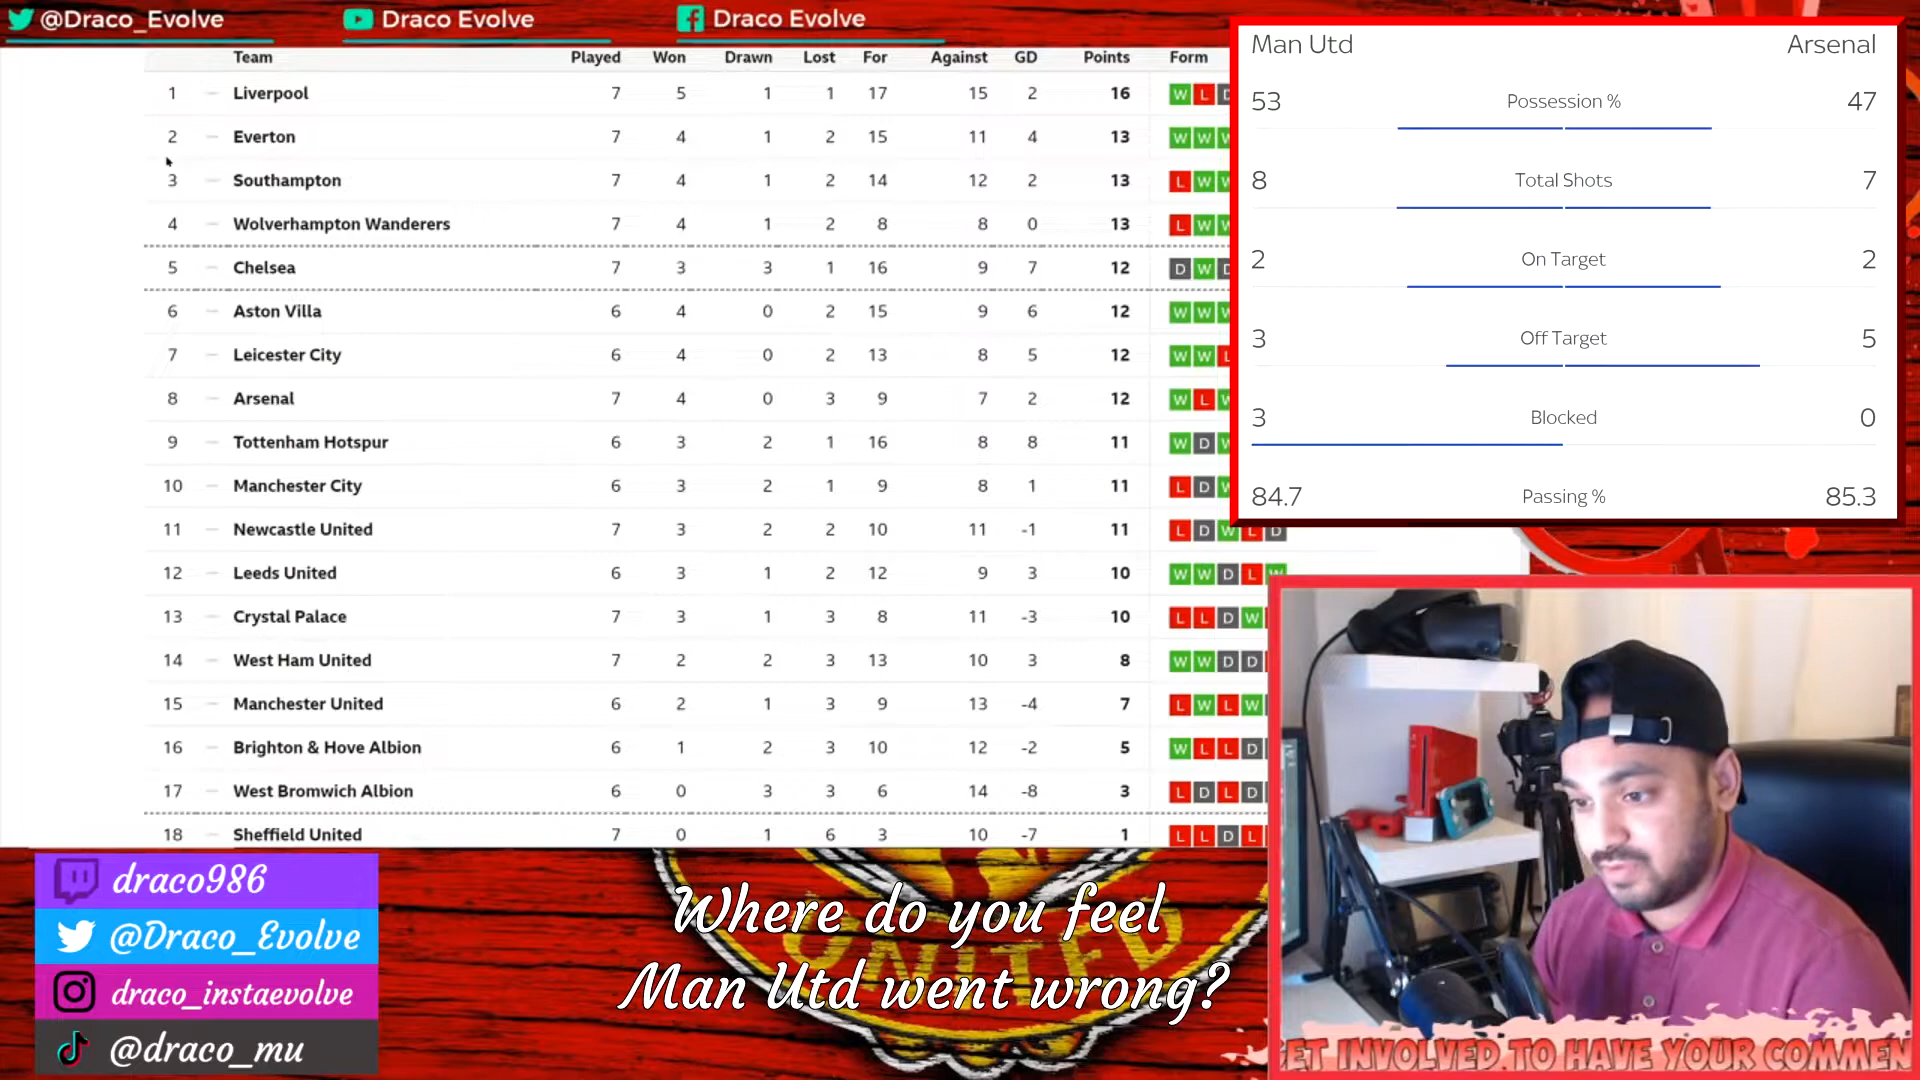 @Draco_Evolve Draco Evolve Draco Evolve
Team Played Won Drawn Lost For Against GD Points Form
1 Liverpool 7 5 1 1 17 15 2 16 W L D
2 Everton 7 4 1 2 15 11 4 13 W W W
3 Southampton 7 4 1 2 14 12 2 13 L W W
4 Wolverhampton Wanderers 7 4 1 2 8 8 0 13 L W W
5 Chelsea 7 3 3 1 16 9 7 12 D W D
6 Aston Villa 6 4 0 2 15 9 6 12 W W W
7 Leicester City 6 4 0 2 13 8 5 12 W W L
8 Arsenal 7 4 0 3 9 7 2 12 W L W
9 Tottenham Hotspur 6 3 2 1 16 8 8 11 W D W
10 Manchester City 6 3 2 1 9 8 1 11 L D W
11 Newcastle United 7 3 2 2 10 11 -1 11 L D W L D
12 Leeds United 6 3 1 2 12 9 3 10 W W D L W
13 Crystal Palace 7 3 1 3 8 11 -3 10 L L D W
14 West Ham United 7 2 2 3 13 10 3 8 W W D D
15 Manchester United 6 2 1 3 9 13 -4 7 L W L W
16 Brighton & Hove Albion 6 1 2 3 10 12 -2 5 W L L D
17 West Bromwich Albion 6 0 3 3 6 14 -8 3 L D L D
18 Sheffield United 7 0 1 6 3 10 -7 1 L L D L
Man Utd Arsenal
53 Possession % 47
8 Total Shots 7
2 On Target 2
3 Off Target 5
3 Blocked 0
84.7 Passing % 85.3
draco986
@Draco_Evolve
draco_instaevolve
@draco_mu
UNITED
Where do you feel
Man Utd went wrong?
GET INVOLVED TO HAVE YOUR COMMEN